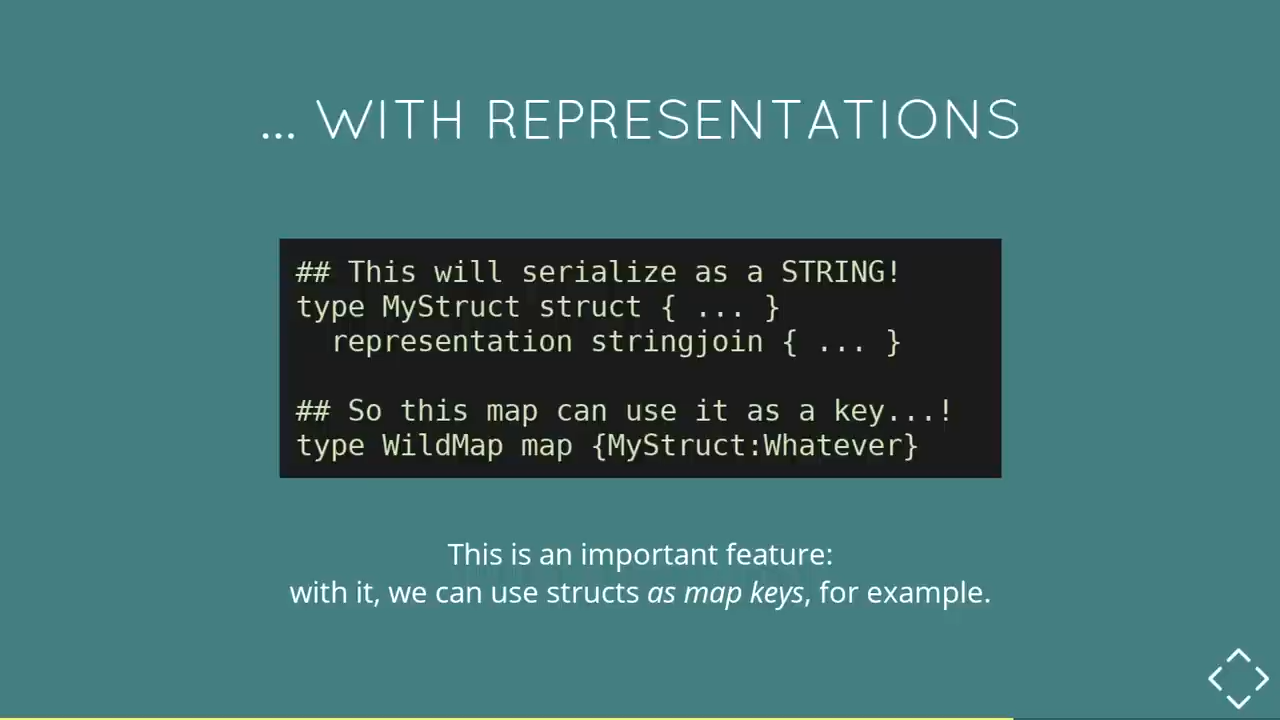 ... WITH REPRESENTATIONS
## This will serialize as a STRING!
type MyStruct struct { ... }
  representation stringjoin { ... }
## So this map can use it as a key...!
type WildMap map {MyStruct:Whatever}
This is an important feature:
with it, we can use structs as map keys, for example.